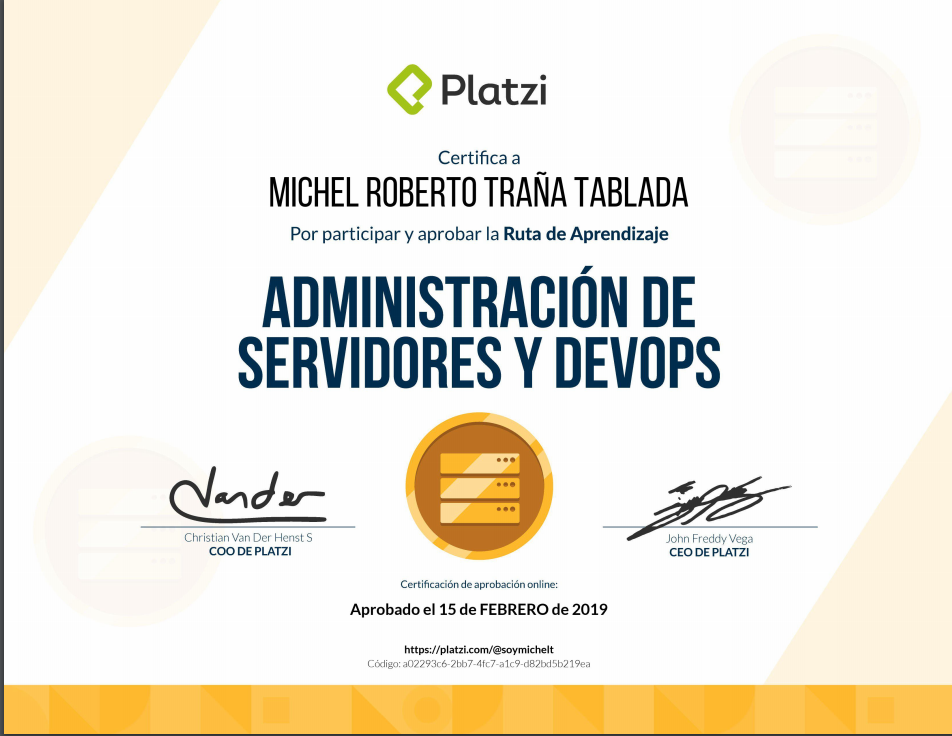 Platzi
Certifica a
MICHEL ROBERTO TRAÑA TABLADA
Por participar y aprobar la Ruta de Aprendizaje
ADMINISTRACIÓN DE
SERVIDORES Y DEVOPS
Vander
Christian Van Der Henst S
COO DE PLATZI
John Freddy Vega
CEO DE PLATZI
Certificación de aprobación online:
Aprobado el 15 de FEBRERO de 2019
https://platzi.com/@soymichelt
Código: a02293c6-2bb7-4fc7-a1c9-d82bd5b219ea